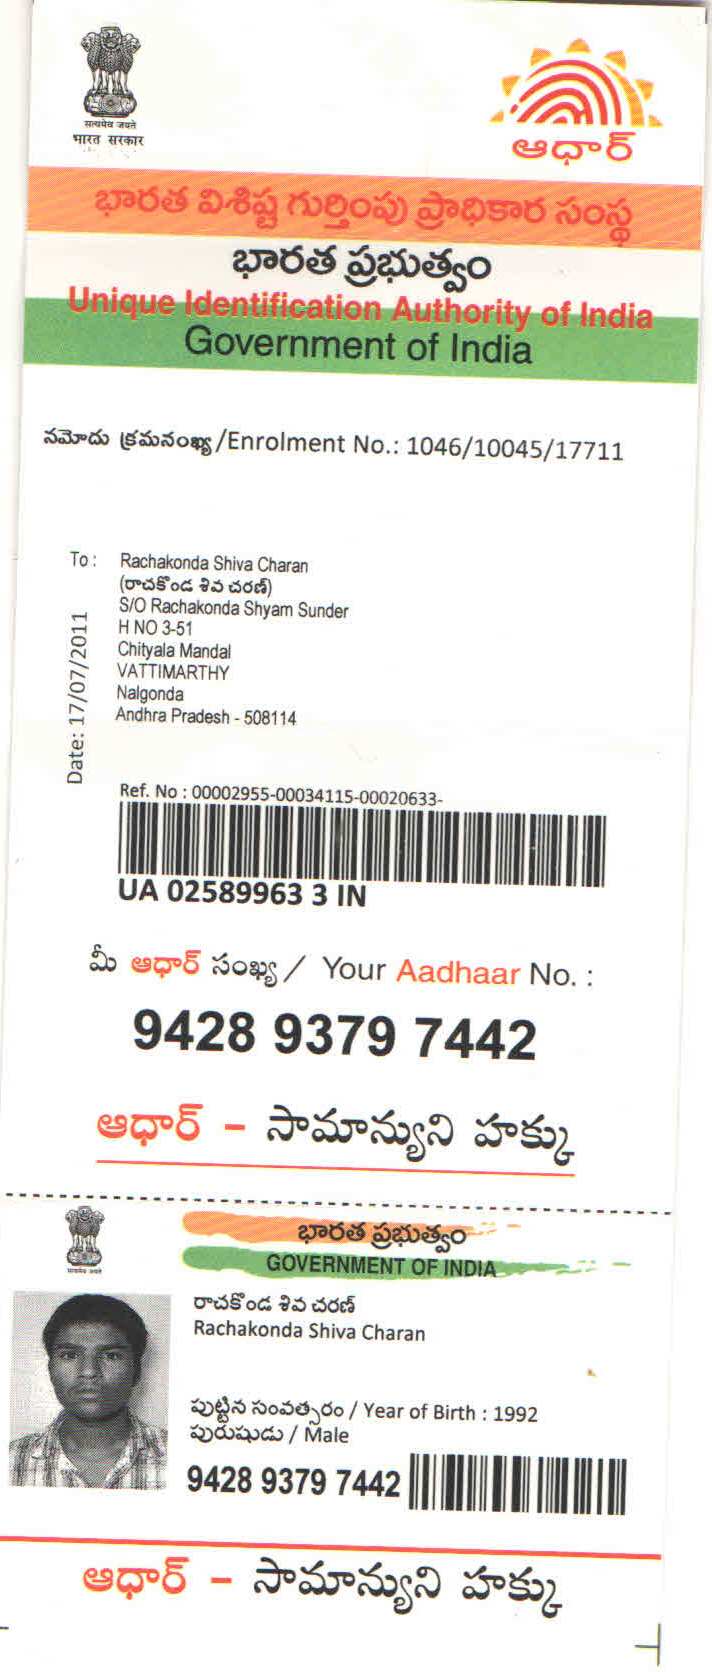 सत्यमेव जयते
भारत सरकार
ఆధార్
భారత విశిష్ట గుర్తింపు ప్రాధికార సంస్థ
భారత ప్రభుత్వం
Unique Identification Authority of India
Government of India
నమోదు క్రమసంఖ్య/Enrolment No.: 1046/10045/17711
To : Rachakonda Shiva Charan
(రాచకొండ శివ చరణ్)
S/O Rachakonda Shyam Sunder
H NO 3-51
Chityala Mandal
VATTIMARTHY
Nalgonda
Andhra Pradesh - 508114
Date: 17/07/2011
Ref. No : 00002955-00034115-00020633-
UA 02589963 3 IN
మీ ఆధార్ సంఖ్య / Your Aadhaar No. :
9428 9379 7442
ఆధార్ - సామాన్యుని హక్కు
सत्यमेव जयते
భారత ప్రభుత్వం
GOVERNMENT OF INDIA
రాచకొండ శివ చరణ్
Rachakonda Shiva Charan
పుట్టిన సంవత్సరం / Year of Birth : 1992
పురుషుడు / Male
9428 9379 7442
ఆధార్ - సామాన్యుని హక్కు